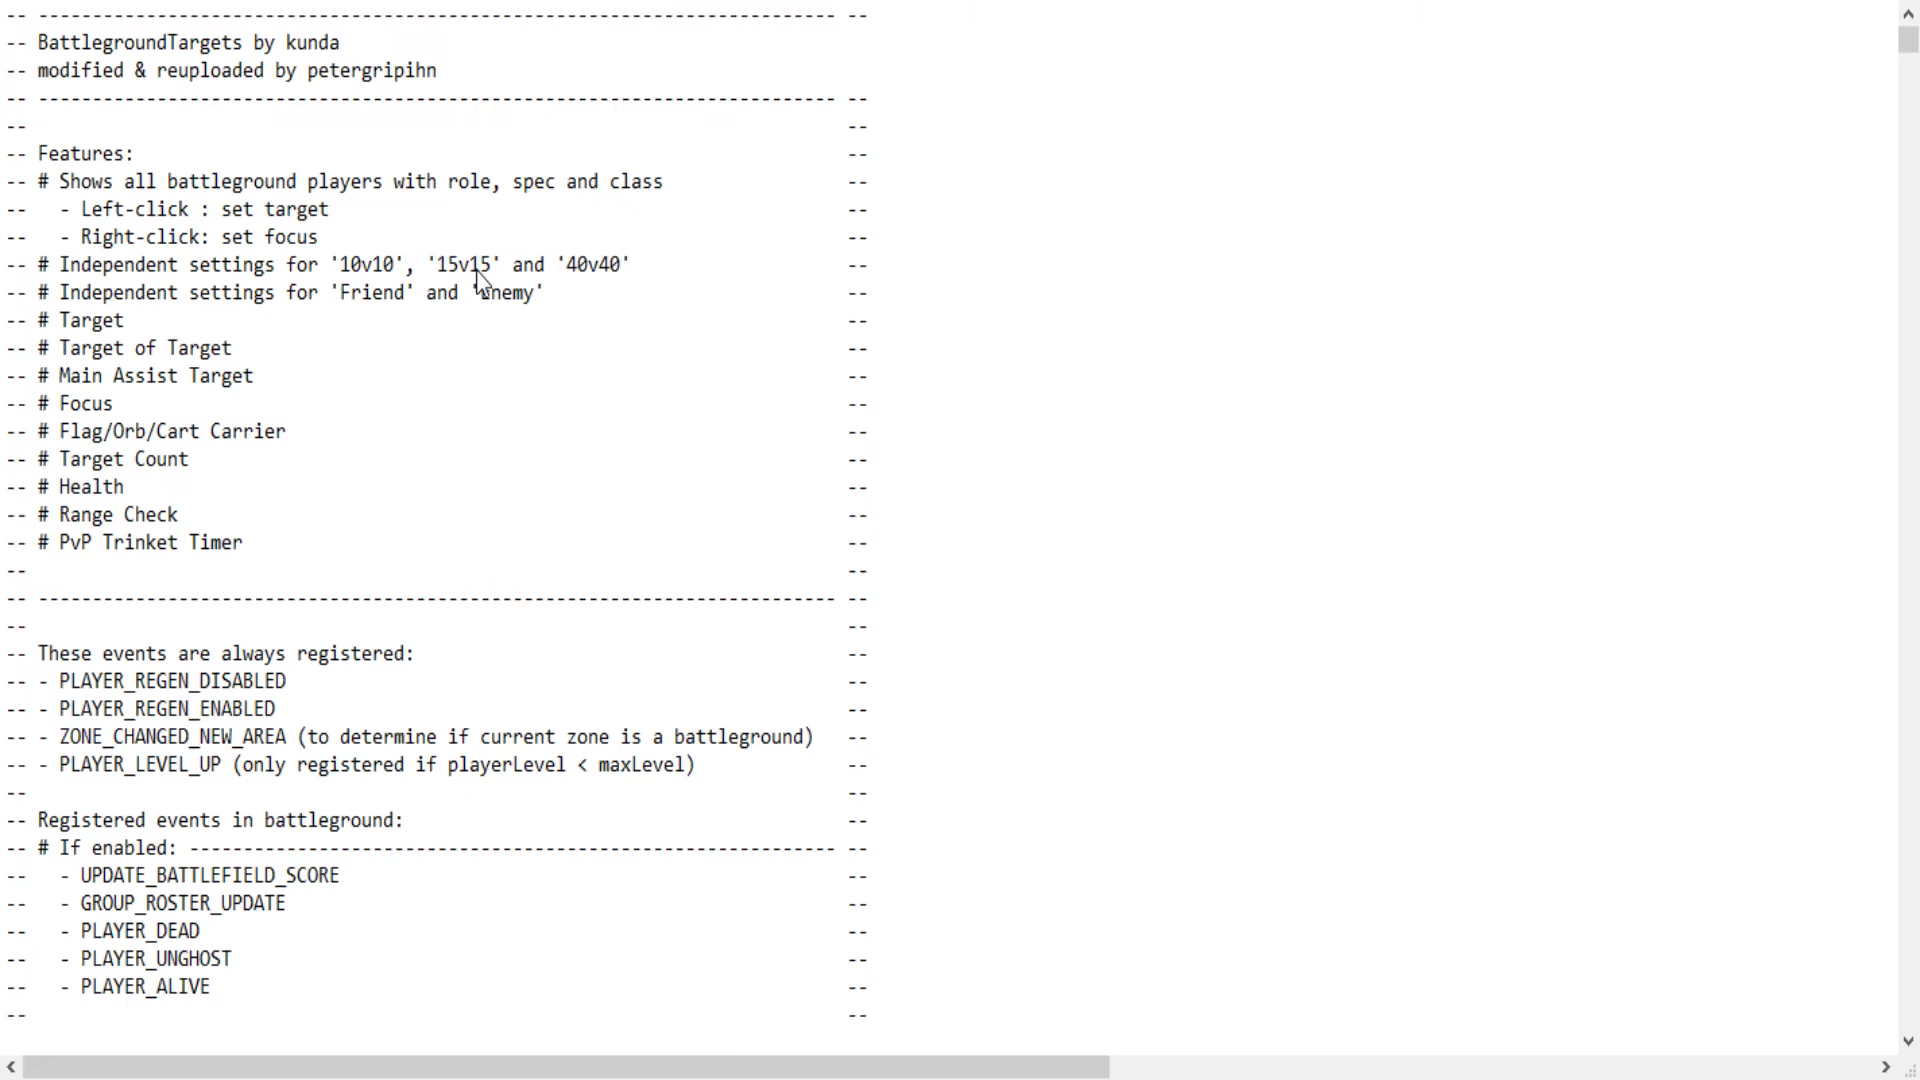 -- -------------------------------------------------------------------------- --
-- BattlegroundTargets by kunda
-- modified & reuploaded by petergripihn
-- -------------------------------------------------------------------------- --
-- --
-- Features: --
-- # Shows all battleground players with role, spec and class --
-- - Left-click : set target --
-- - Right-click: set focus --
-- # Independent settings for '10v10', '15v15' and '40v40' --
-- # Independent settings for 'Friend' and 'Enemy' --
-- # Target --
-- # Target of Target --
-- # Main Assist Target --
-- # Focus --
-- # Flag/Orb/Cart Carrier --
-- # Target Count --
-- # Health --
-- # Range Check --
-- # PvP Trinket Timer --
-- --
-- -------------------------------------------------------------------------- --
-- --
-- These events are always registered: --
-- - PLAYER_REGEN_DISABLED --
-- - PLAYER_REGEN_ENABLED --
-- - ZONE_CHANGED_NEW_AREA (to determine if current zone is a battleground) --
-- - PLAYER_LEVEL_UP (only registered if playerLevel < maxLevel) --
-- --
-- Registered events in battleground: --
-- # If enabled: ------------------------------------------------------------ --
-- - UPDATE_BATTLEFIELD_SCORE --
-- - GROUP_ROSTER_UPDATE --
-- - PLAYER_DEAD --
-- - PLAYER_UNGHOST --
-- - PLAYER_ALIVE --
-- --